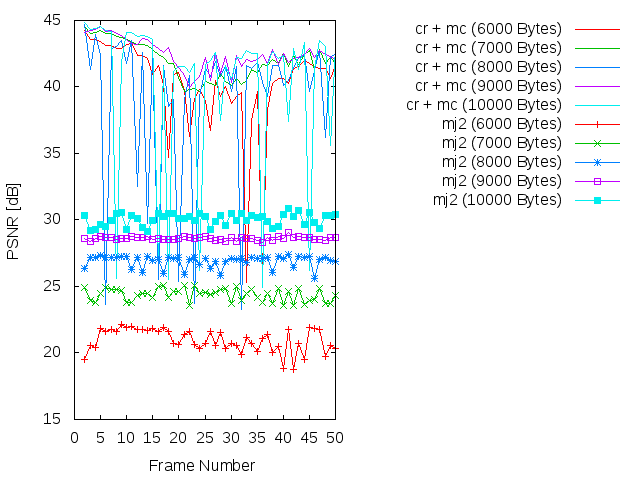 45
40
35
30
25
20
15
PSNR [dB]
0 5 10 15 20 25 30 35 40 45 50
Frame Number
cr + mc (6000 Bytes)
cr + mc (7000 Bytes)
cr + mc (8000 Bytes)
cr + mc (9000 Bytes)
cr + mc (10000 Bytes)
mj2 (6000 Bytes)
mj2 (7000 Bytes)
mj2 (8000 Bytes)
mj2 (9000 Bytes)
mj2 (10000 Bytes)